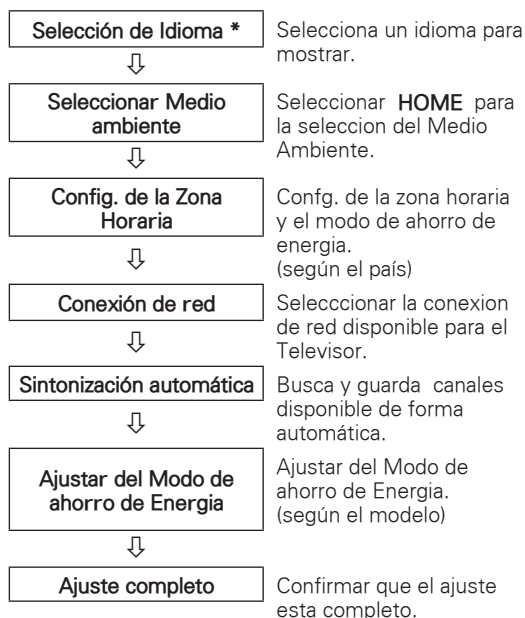 Selección de Idioma *
Selecciona un idioma para
mostrar.
Seleccionar Medio
ambiente
Seleccionar HOME para
la seleccion del Medio
Ambiente.
Config. de la Zona
Horaria
Confg. de la zona horaria
y el modo de ahorro de
energia.
(según el país)
Conexión de red
Selecccionar la conexion
de red disponible para el
Televisor.
Sintonización automática
Busca y guarda canales
disponible de forma
automática.
Ajustar del Modo de
ahorro de Energia
Ajustar del Modo de
ahorro de Energia.
(según el modelo)
Ajuste completo
Confirmar que el ajuste
esta completo.